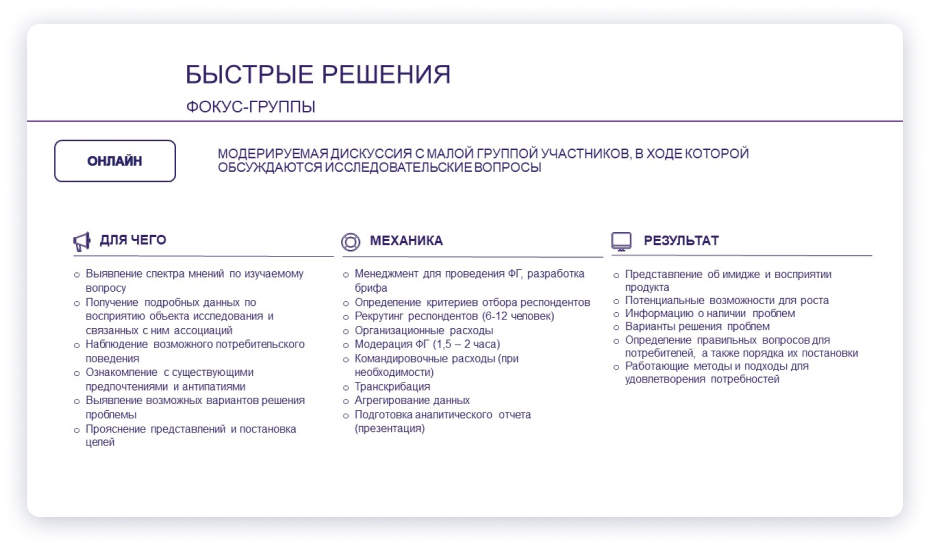 БЫСТРЫЕ РЕШЕНИЯ
ФОКУС-ГРУППЫ
ОНЛАЙН
МОДЕРИРУЕМАЯ ДИСКУССИЯ С МАЛОЙ ГРУППОЙ УЧАСТНИКОВ, В ХОДЕ КОТОРОЙ
ОБСУЖДАЮТСЯ ИССЛЕДОВАТЕЛЬСКИЕ ВОПРОСЫ
ДЛЯ ЧЕГО
o Выявление спектра мнений по изучаемому
вопросу
o Получение подробных данных по
восприятию объекта исследования и
связанных с ним ассоциаций
o Наблюдение возможного потребительского
поведения
o Ознакомление с существующими
предпочтениями и антипатиями
o Выявление возможных вариантов решения
проблемы
o Прояснение представлений и постановка
целей
МЕХАНИКА
o Менеджмент для проведения ФГ, разработка
брифа
o Определение критериев отбора респондентов
o Рекрутинг респондентов (6-12 человек)
o Организационные расходы
o Модерация ФГ (1,5 – 2 часа)
o Командировочные расходы (при
необходимости)
o Транскрибация
o Агрегирование данных
o Подготовка аналитического отчета
(презентация)
РЕЗУЛЬТАТ
o Представление об имидже и восприятии
продукта
o Потенциальные возможности для роста
o Информацию о наличии проблем
o Варианты решения проблем
o Определение правильных вопросов для
потребителей, а также порядка их постановки
o Работающие методы и подходы для
удовлетворения потребностей